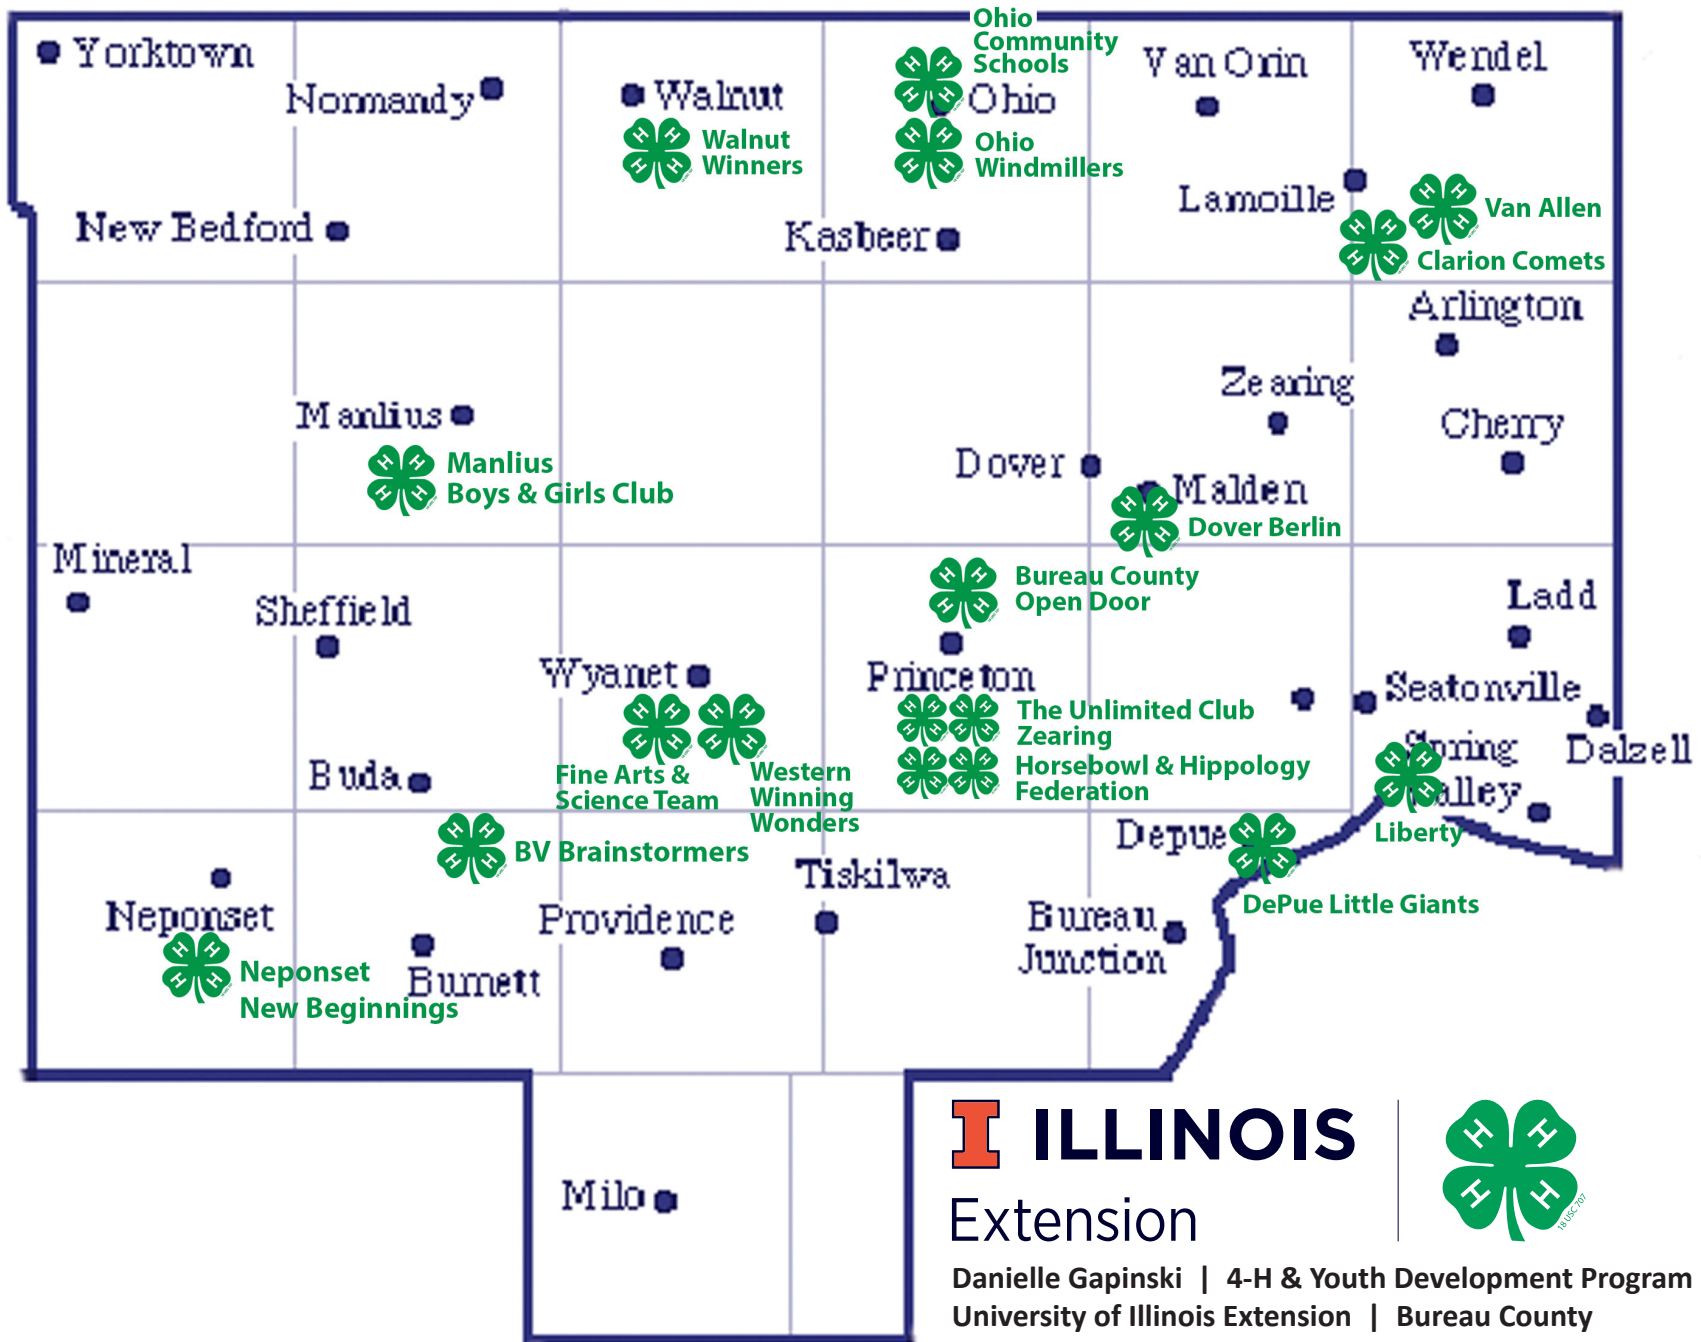 Ohio
Community
Schools
Yorktown
Normandy
Walnut
Walnut
Winners
Ohio
Ohio
Windmillers
Van Orin
Wendel
Lamoille
Van Allen
Clarion Comets
New Bedford
Kasbeer
Arlington
Zearing
Cherry
Manlius
Manlius
Boys & Girls Club
Dover
Malden
Dover Berlin
Mineral
Sheffield
Bureau County
Open Door
Ladd
Wyanet
Princeton
Seatonville
The Unlimited Club
Zearing
Horsebowl & Hippology
Federation
Spring
Valley
Dalzell
Liberty
Buda
Fine Arts &
Science Team
Western
Winning
Wonders
BV Brainstormers
Depue
DePue Little Giants
Tiskilwa
Neponset
Providence
Bureau
Junction
Neponset
New Beginnings
Burnett
Milo
I ILLINOIS
Extension
H H H H
18 USC 707
Danielle Gapinski | 4-H & Youth Development Program
University of Illinois Extension | Bureau County